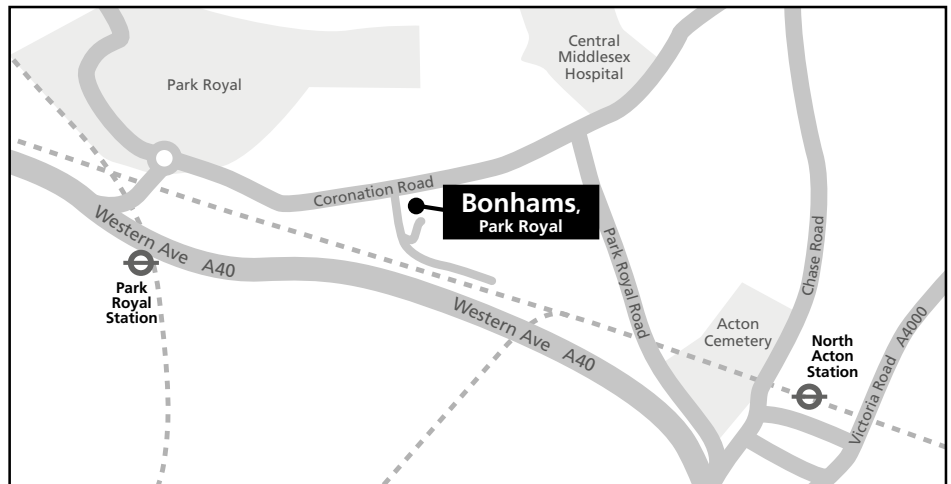 Central
Middlesex
Hospital
Park Royal
Coronation Road
Bonhams,
Park Royal
Western Ave A40
Park
Royal
Station
Park Royal Road
Chase Road
Western Ave A40
Acton
Cemetery
North
Acton
Station
Victoria Road A4000